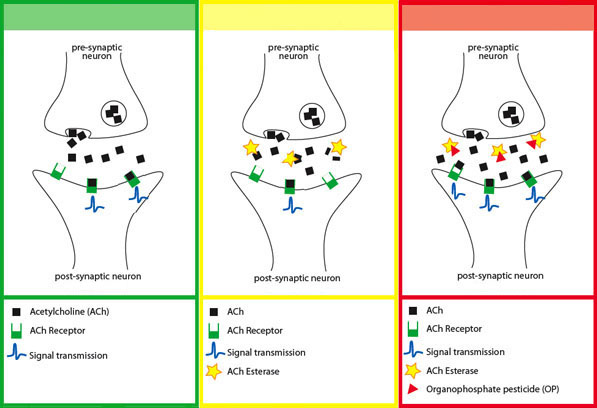 pre-synaptic
neuron
post-synaptic neuron
Acetylcholine (ACh)
ACh Receptor
Signal transmission
pre-synaptic
neuron
post-synaptic neuron
ACh
ACh Receptor
Signal transmission
ACh Esterase
pre-synaptic
neuron
post-synaptic neuron
ACh
ACh Receptor
Signal transmission
ACh Esterase
Organophosphate pesticide (OP)